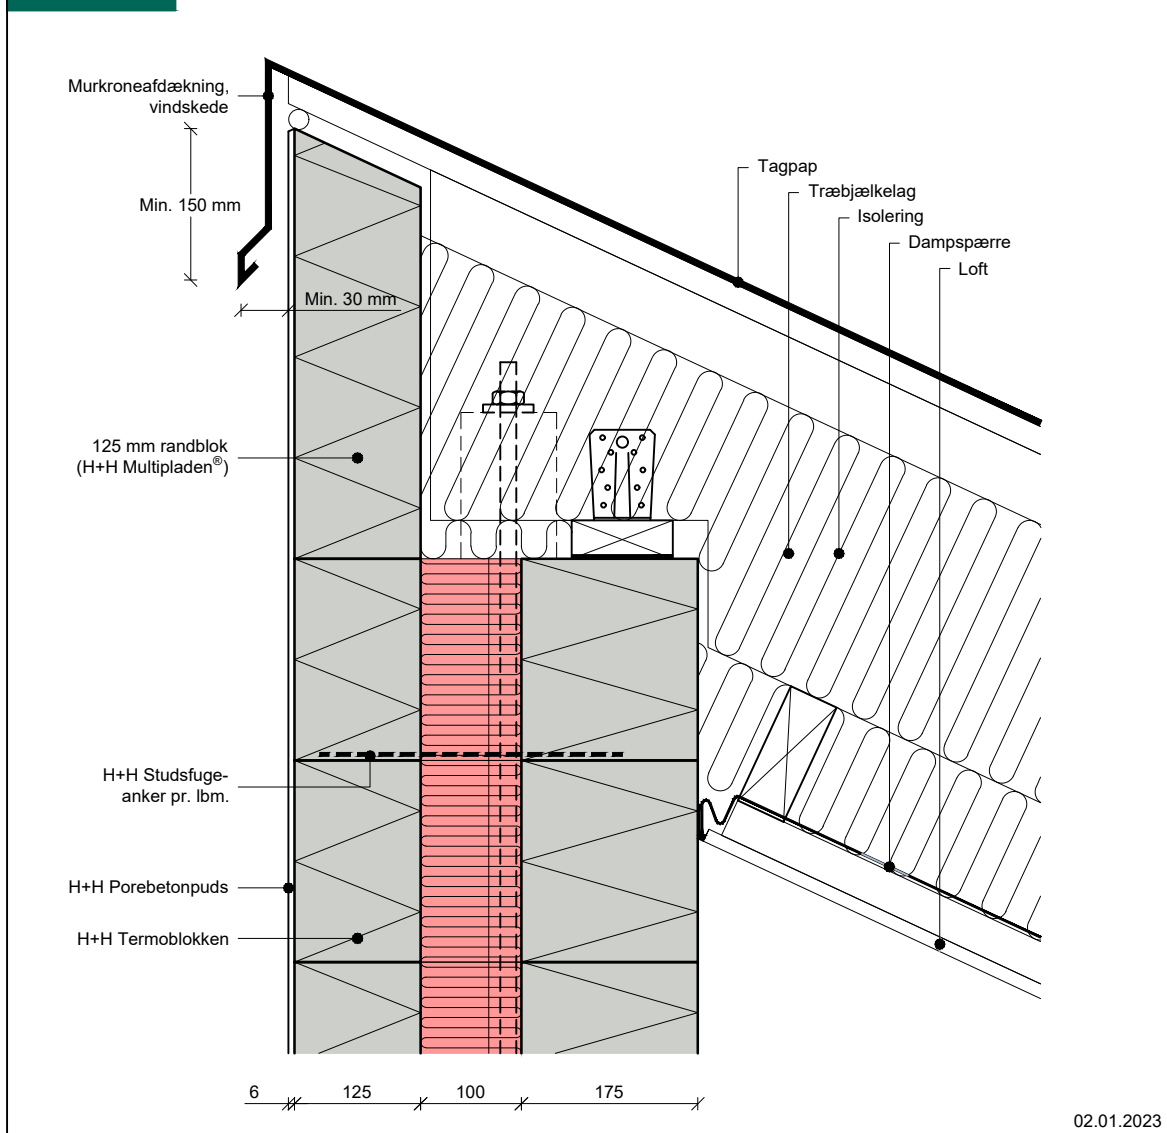 Murkroneafdækning,
vindskede
Min. 150 mm
Min. 30 mm
Tagpap
Træbjælkelag
Isolering
Dampspærre
Loft
125 mm randblok
(H+H Multipladen®)
H+H Studsfuge-
anker pr. lbm.
H+H Porebetonpuds
H+H Termoblokken
6 125 100 175
02.01.2023